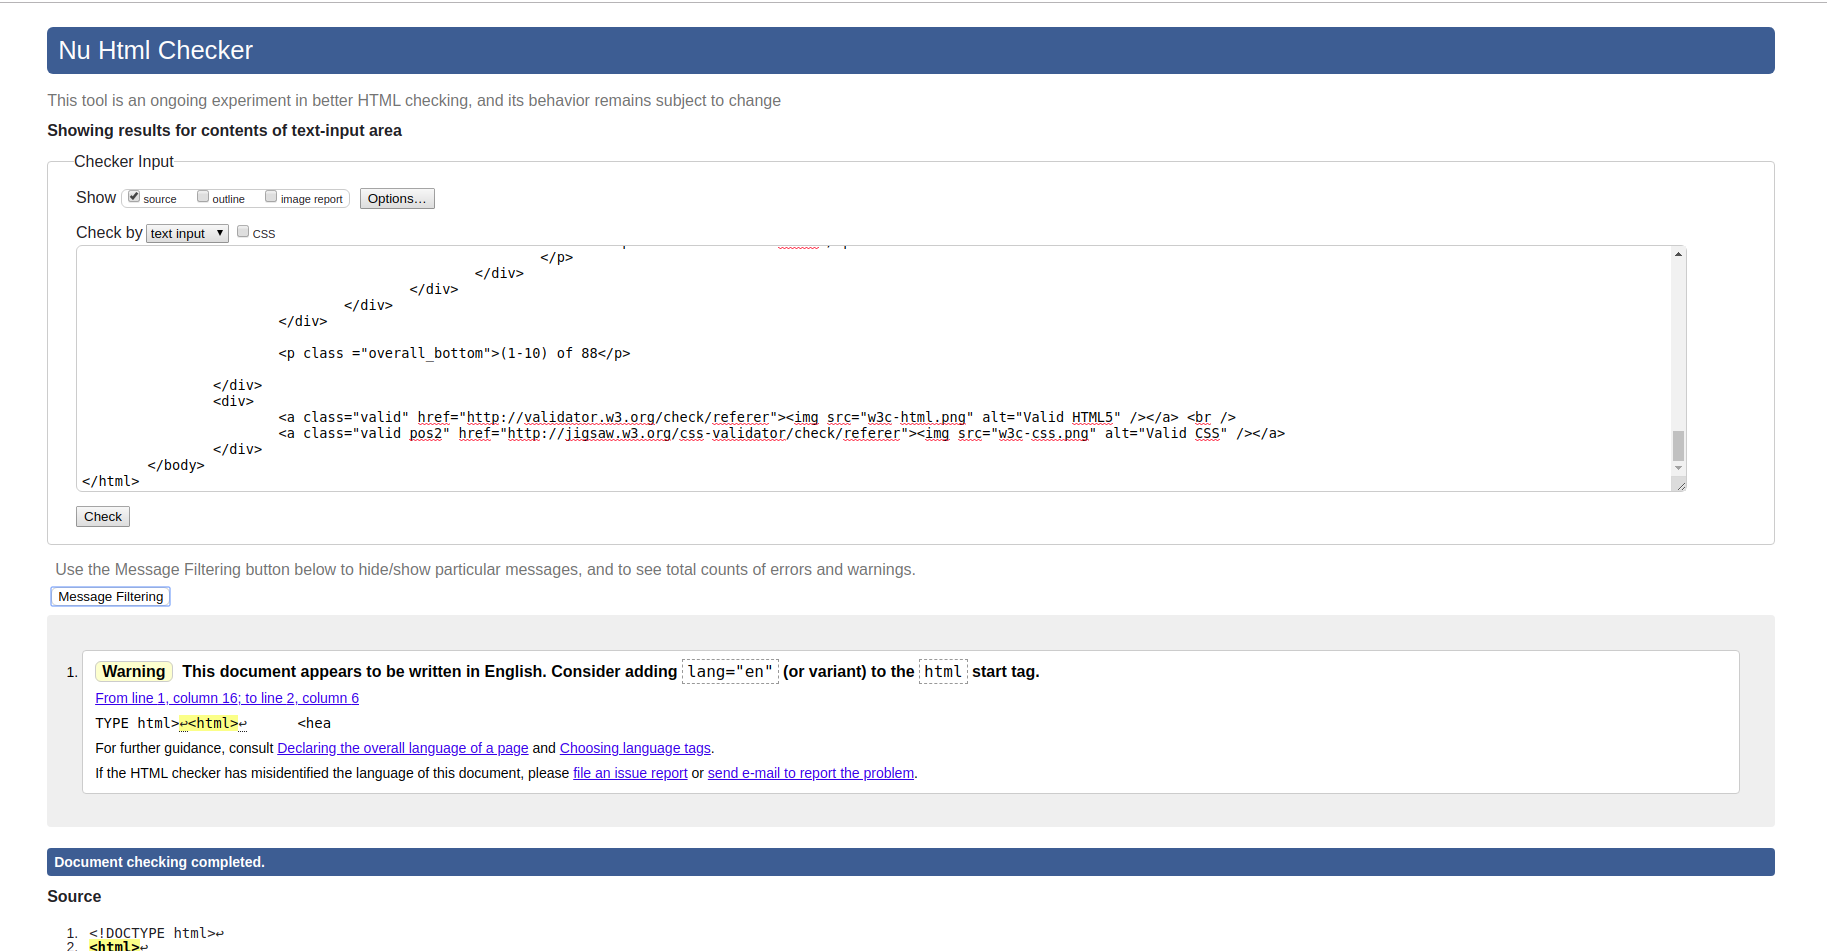 Nu Html Checker
This tool is an ongoing experiment in better HTML checking, and its behavior remains subject to change
Showing results for contents of text-input area
Checker Input
Show source outline image report Options...
Check by text input CSS
</p>
</div>
</div>
</div>
</div>
<p class ="overall_bottom">(1-10) of 88</p>
</div>
<div>
<a class="valid" href="http://validator.w3.org/check/referer"><img src="w3c-html.png" alt="Valid HTML5" /></a> <br />
<a class="valid pos2" href="http://jigsaw.w3.org/css-validator/check/referer"><img src="w3c-css.png" alt="Valid CSS" /></a>
</div>
</body>
</html>
Check
Use the Message Filtering button below to hide/show particular messages, and to see total counts of errors and warnings.
Message Filtering
1. Warning This document appears to be written in English. Consider adding lang="en" (or variant) to the html start tag.
From line 1, column 16; to line 2, column 6
TYPE html>↩<html>↩ <hea
For further guidance, consult Declaring the overall language of a page and Choosing language tags.
If the HTML checker has misidentified the language of this document, please file an issue report or send e-mail to report the problem.
Document checking completed.
Source
1. <!DOCTYPE html>↩
2. <html>↩